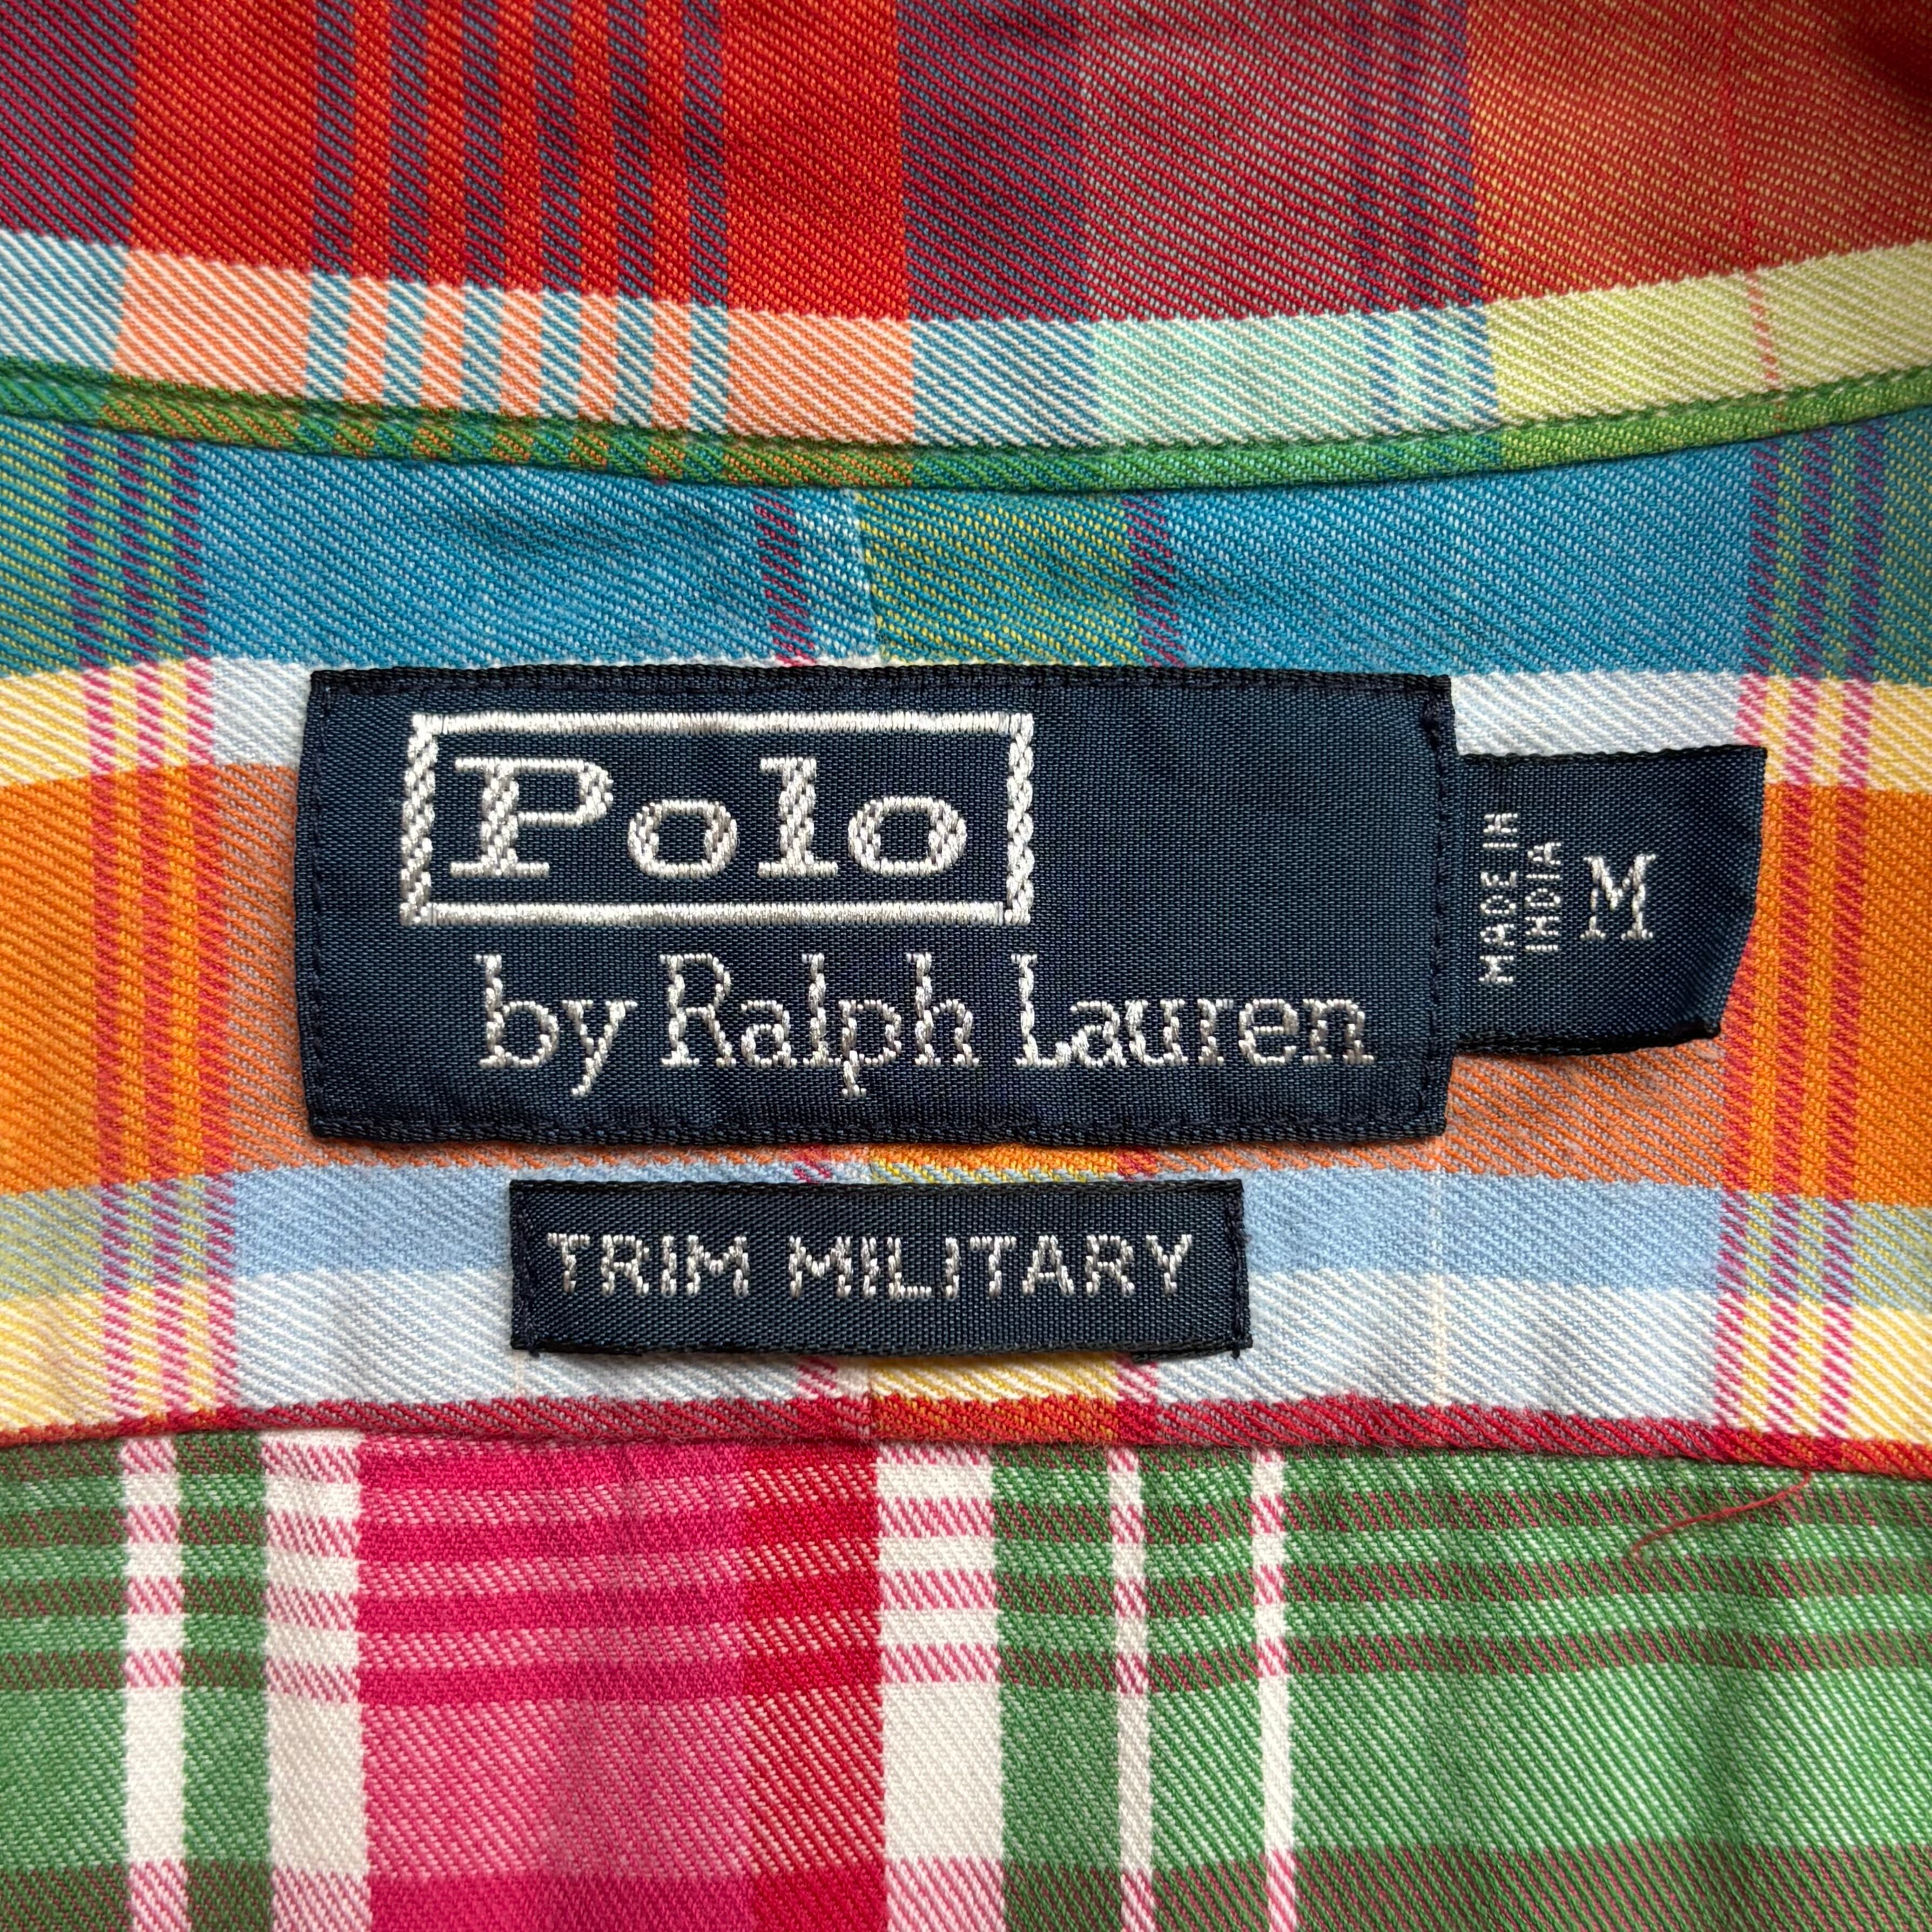 Polo
by Ralph Lauren
MADE IN
INDIA
M
TRIM MILITARY